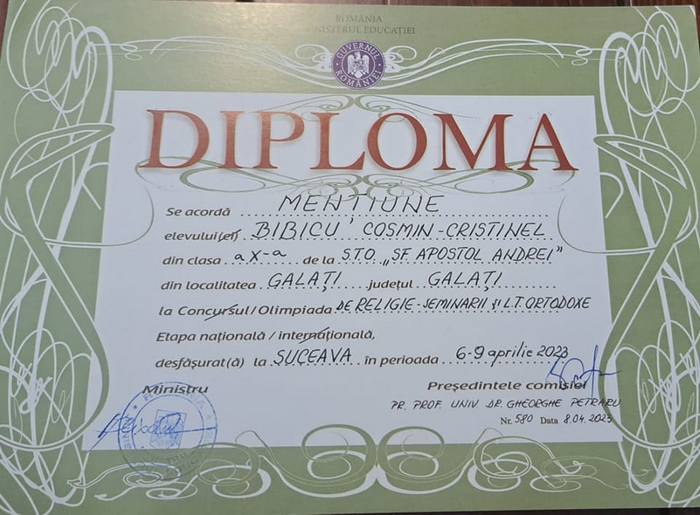 ROMÂNIA
MINISTERUL EDUCAȚIEI
GUVERNUL ROMÂNIEI
DIPLOMA
Se acordă MENȚIUNE
elevului(ei) BIBICU COSMIN-CRISTINEL
din clasa a X-a de la S.T.O. „SF. APOSTOL ANDREI"
din localitatea GALAȚI județul GALAȚI
la Concursul/Olimpiada DE RELIGIE-SEMINARII ȘI L.T. ORTODOXE
Etapa națională / internațională,
desfășurat(ă) la SUCEAVA în perioada 6-9 aprilie 2023
Ministru Președintele comisiei
PR. PROF. UNIV. DR. GHEORGHE PETRARU
Nr. 580 Data 8.04.2023